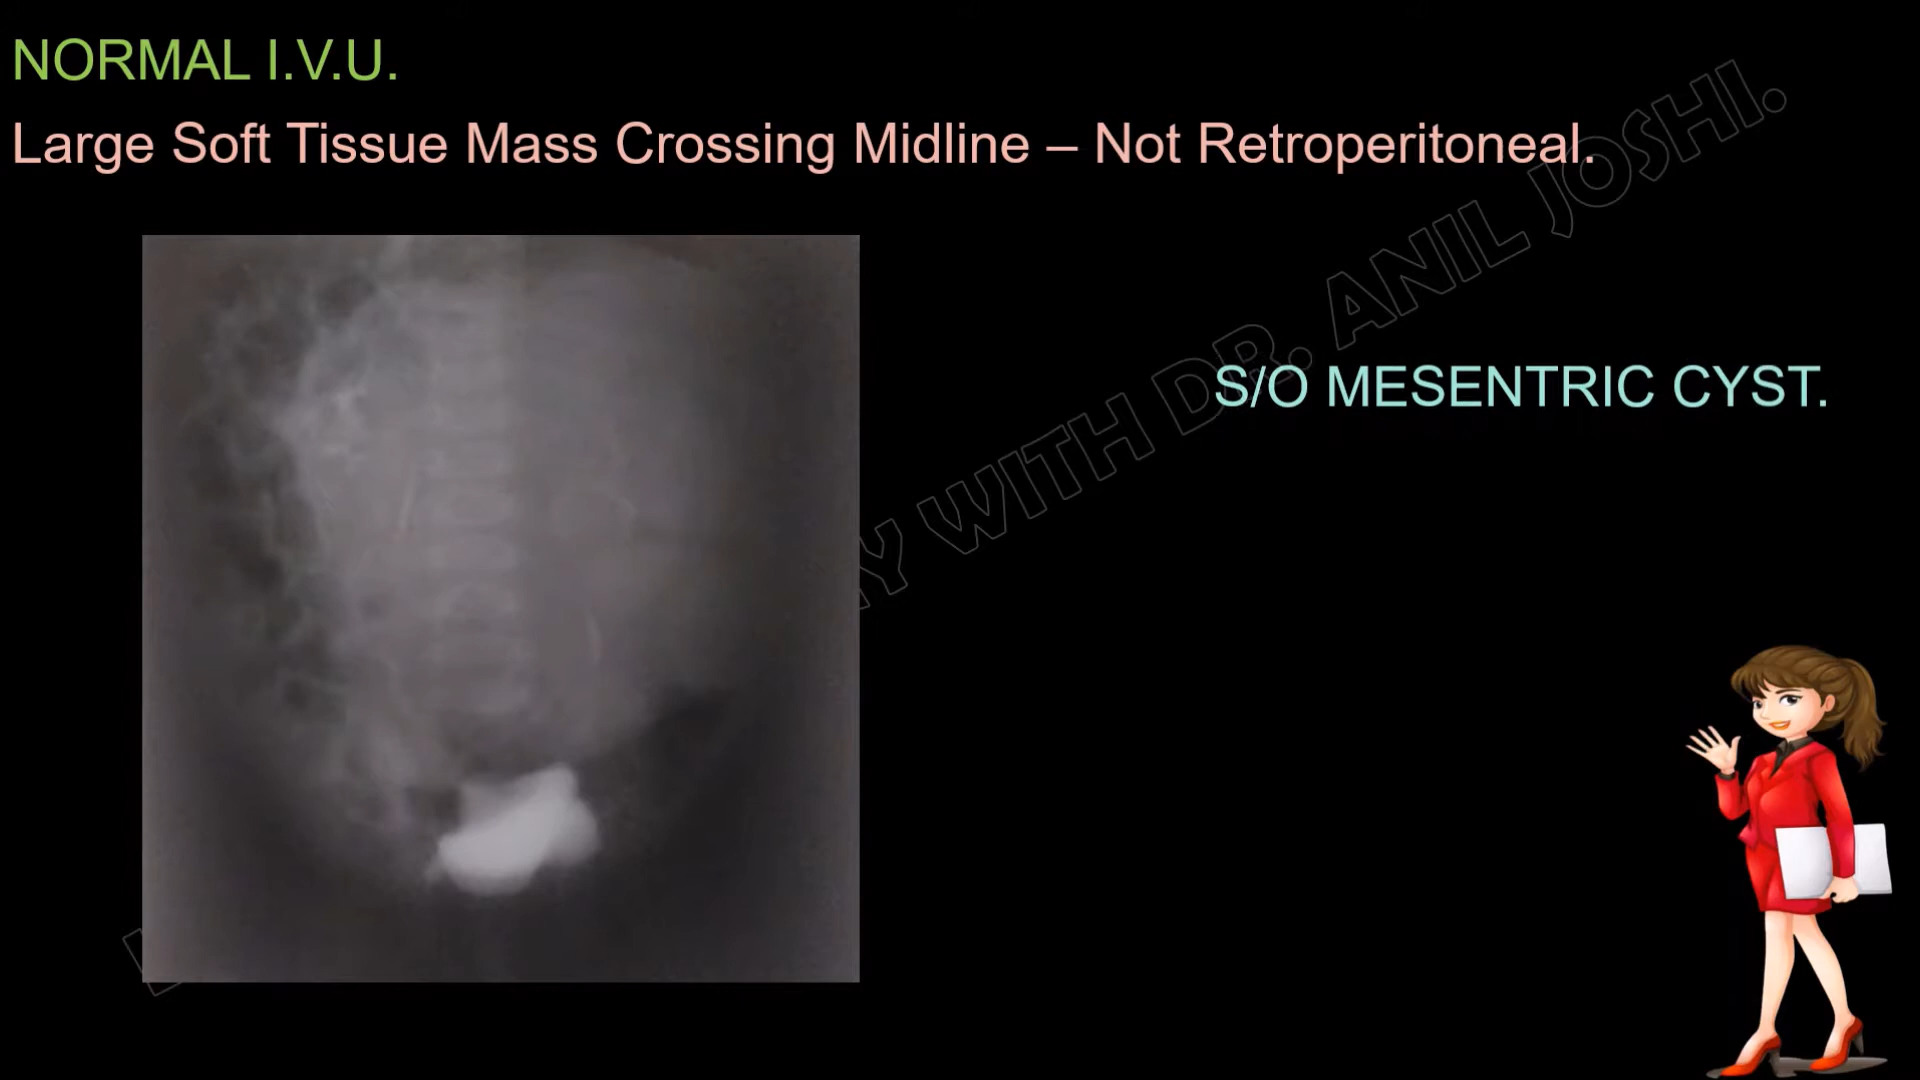 NORMAL I.V.U.
Large Soft Tissue Mass Crossing Midline – Not Retroperitoneal.
S/O MESENTRIC CYST.
WITH DR. ANIL JOSHI.